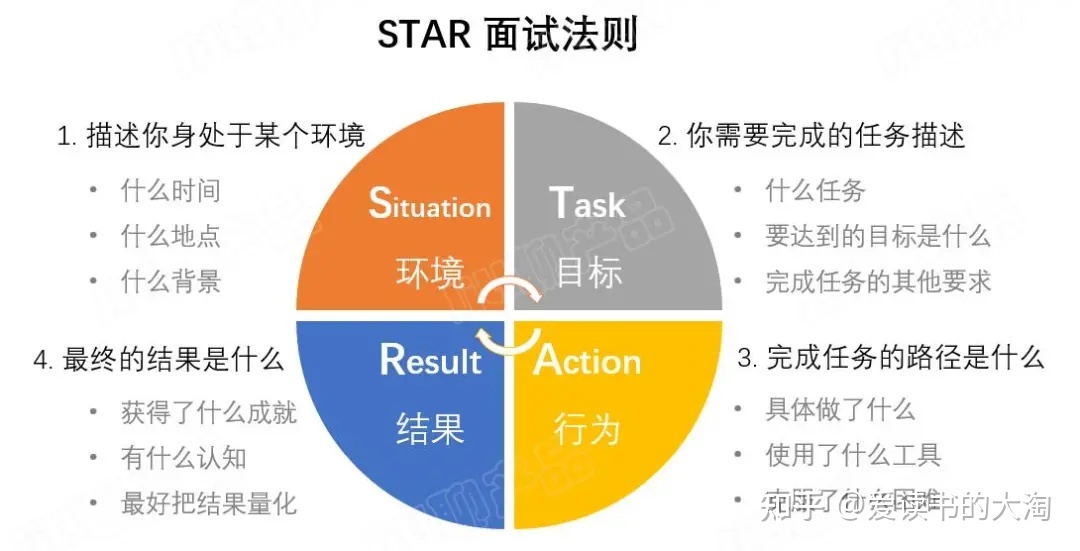 STAR 面试法则
1. 描述你身处于某个环境
• 什么时间
• 什么地点
• 什么背景
2. 你需要完成的任务描述
• 什么任务
• 要达到的目标是什么
• 完成任务的其他要求
Situation
环境
Task
目标
Result
结果
Action
行为
4. 最终的结果是什么
• 获得了什么成就
• 有什么认知
• 最好把结果量化
3. 完成任务的路径是什么
• 具体做了什么
• 使用了什么工具
• 克服了什么困难
知乎 @爱读书的大淘